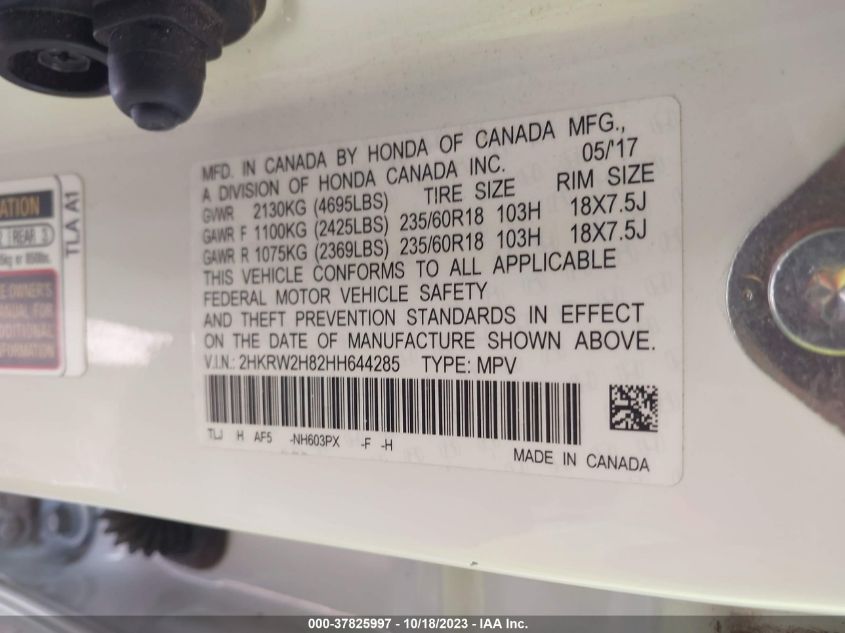 MFD. IN CANADA BY HONDA OF CANADA MFG.,
A DIVISION OF HONDA CANADA INC. 05/'17
GVWR 2130KG (4695LBS) TIRE SIZE RIM SIZE
GAWR F 1100KG (2425LBS) 235/60R18 103H 18X7.5J
GAWR R 1075KG (2369LBS) 235/60R18 103H 18X7.5J
THIS VEHICLE CONFORMS TO ALL APPLICABLE
FEDERAL MOTOR VEHICLE SAFETY
AND THEFT PREVENTION STANDARDS IN EFFECT
ON THE DATE OF MANUFACTURE SHOWN ABOVE.
V.I.N.: 2HKRW2H82HH644285 TYPE: MPV
TLJ H AF5 -NH603PX -F -H
MADE IN CANADA
TLA A1
REAR 3
000-37825997 - 10/18/2023 - IAA Inc.